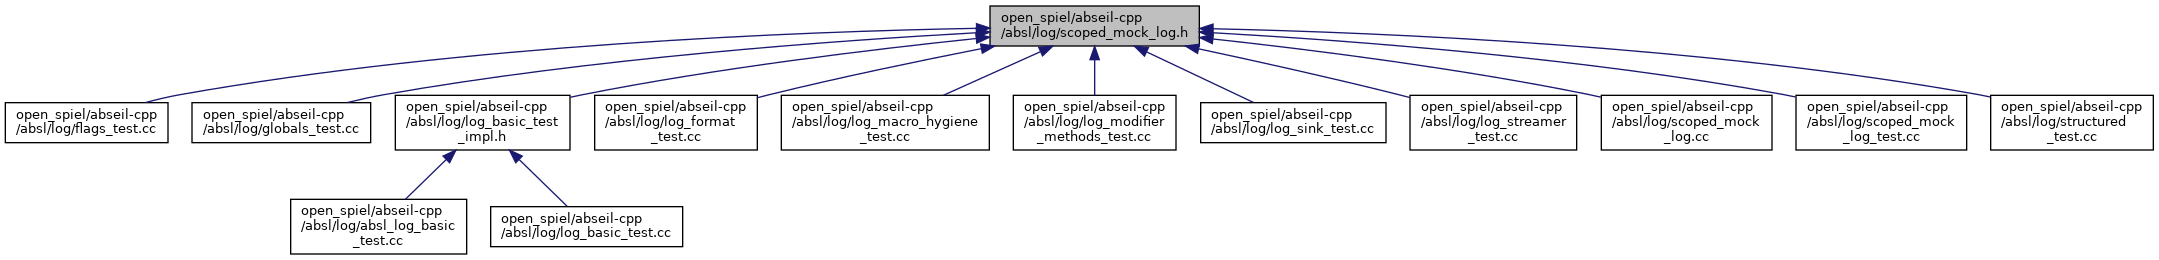 open_spiel/abseil-cpp
/absl/log/scoped_mock_log.h
open_spiel/abseil-cpp
/absl/log/flags_test.cc
open_spiel/abseil-cpp
/absl/log/globals_test.cc
open_spiel/abseil-cpp
/absl/log/log_basic_test
_impl.h
open_spiel/abseil-cpp
/absl/log/log_format
_test.cc
open_spiel/abseil-cpp
/absl/log/log_macro_hygiene
_test.cc
open_spiel/abseil-cpp
/absl/log/log_modifier
_methods_test.cc
open_spiel/abseil-cpp
/absl/log/log_sink_test.cc
open_spiel/abseil-cpp
/absl/log/log_streamer
_test.cc
open_spiel/abseil-cpp
/absl/log/scoped_mock
_log.cc
open_spiel/abseil-cpp
/absl/log/scoped_mock
_log_test.cc
open_spiel/abseil-cpp
/absl/log/structured
_test.cc
open_spiel/abseil-cpp
/absl/log/absl_log_basic
_test.cc
open_spiel/abseil-cpp
/absl/log/log_basic_test.cc